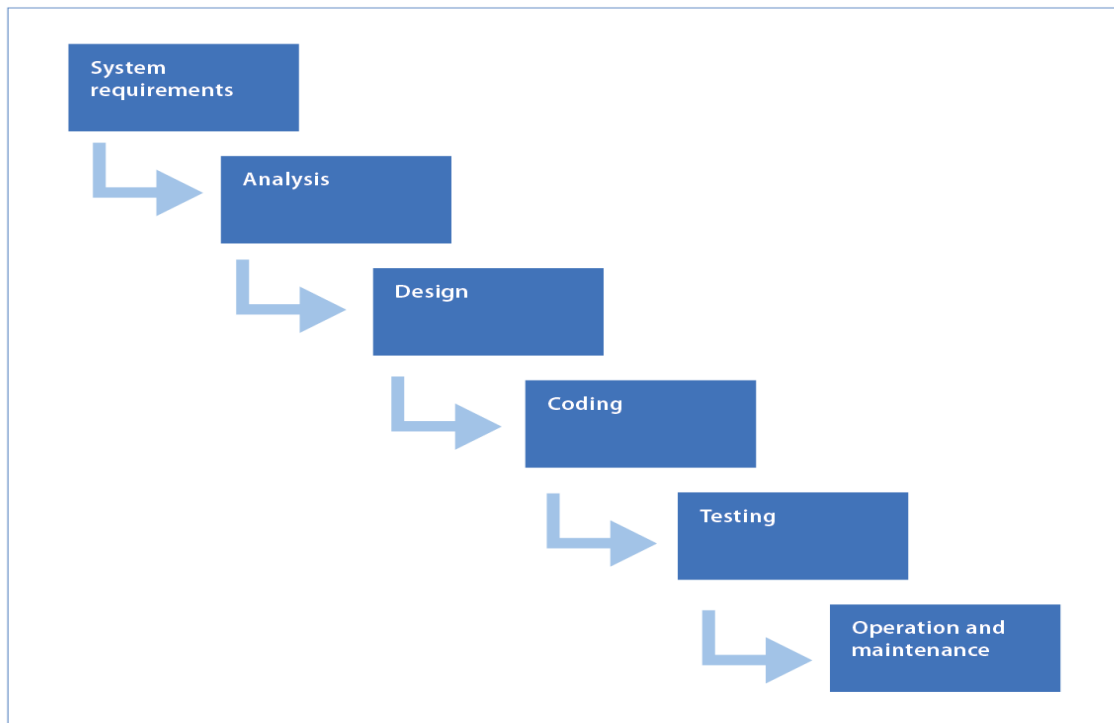 System
requirements
Analysis
Design
Coding
Testing
Operation and
maintenance